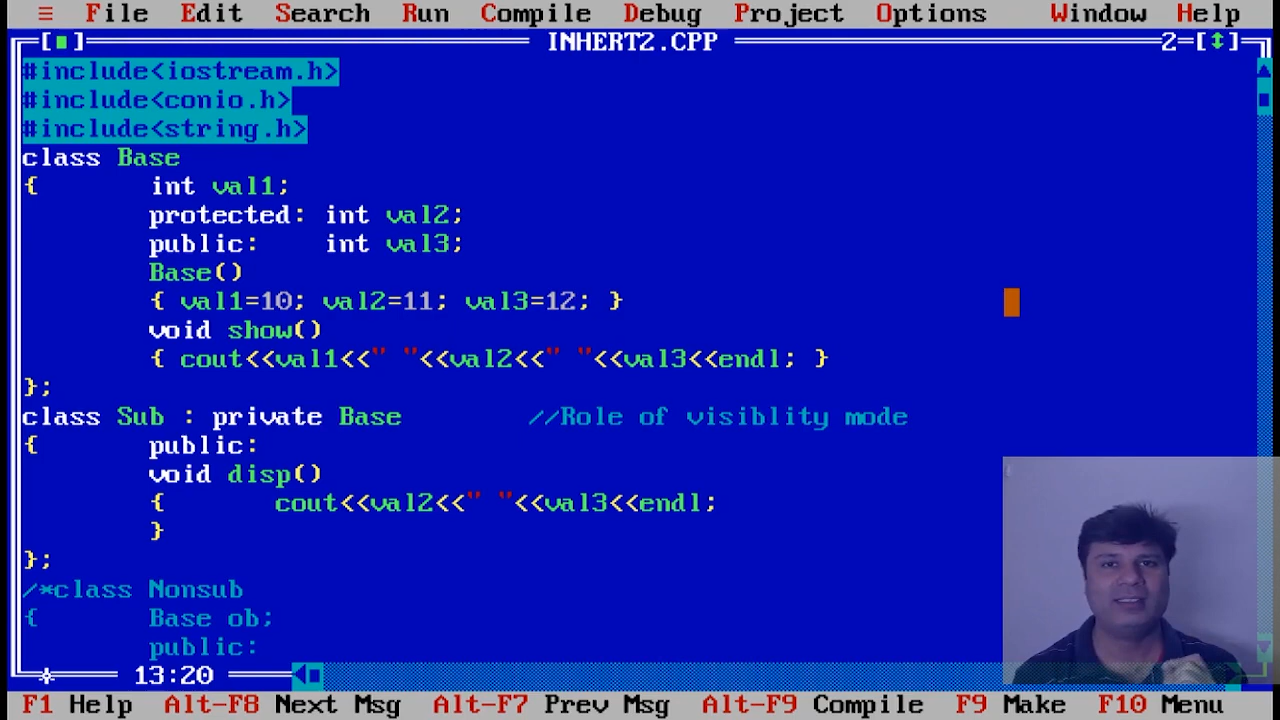 ≡ File Edit Search Run Compile Debug Project Options Window Help
[■] INHERT2.CPP 2=[↕]
#include<iostream.h>
#include<conio.h>
#include<string.h>
class Base
{ int val1;
protected: int val2;
public: int val3;
Base()
{ val1=10; val2=11; val3=12; }
void show()
{ cout<<val1<<" "<<val2<<" "<<val3<<endl; }
};
class Sub : private Base //Role of visiblity mode
{ public:
void disp()
{ cout<<val2<<" "<<val3<<endl;
}
};
/*class Nonsub
{ Base ob;
public:
13:20
F1 Help Alt-F8 Next Msg Alt-F7 Prev Msg Alt-F9 Compile F9 Make F10 Menu